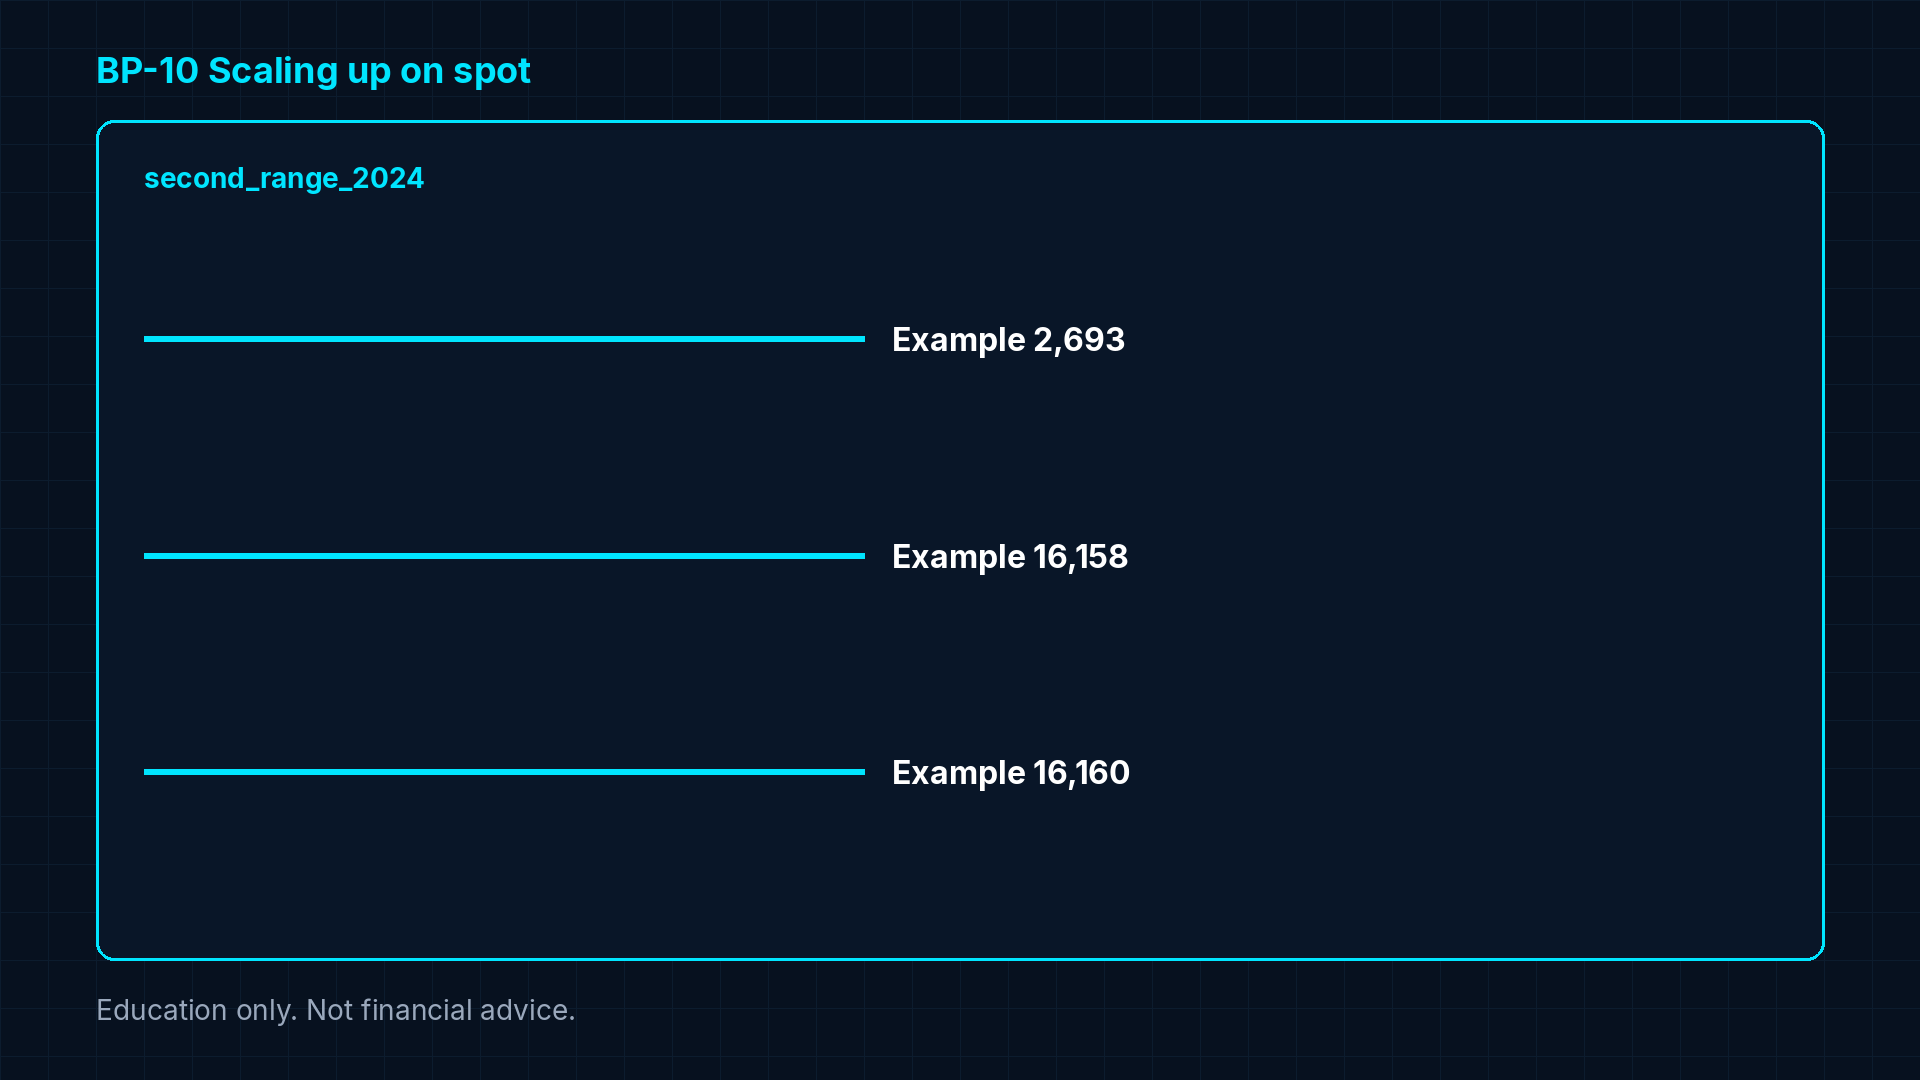 BP-10 Scaling up on spot
second_range_2024
Example 2,693
Example 16,158
Example 16,160
Education only. Not financial advice.